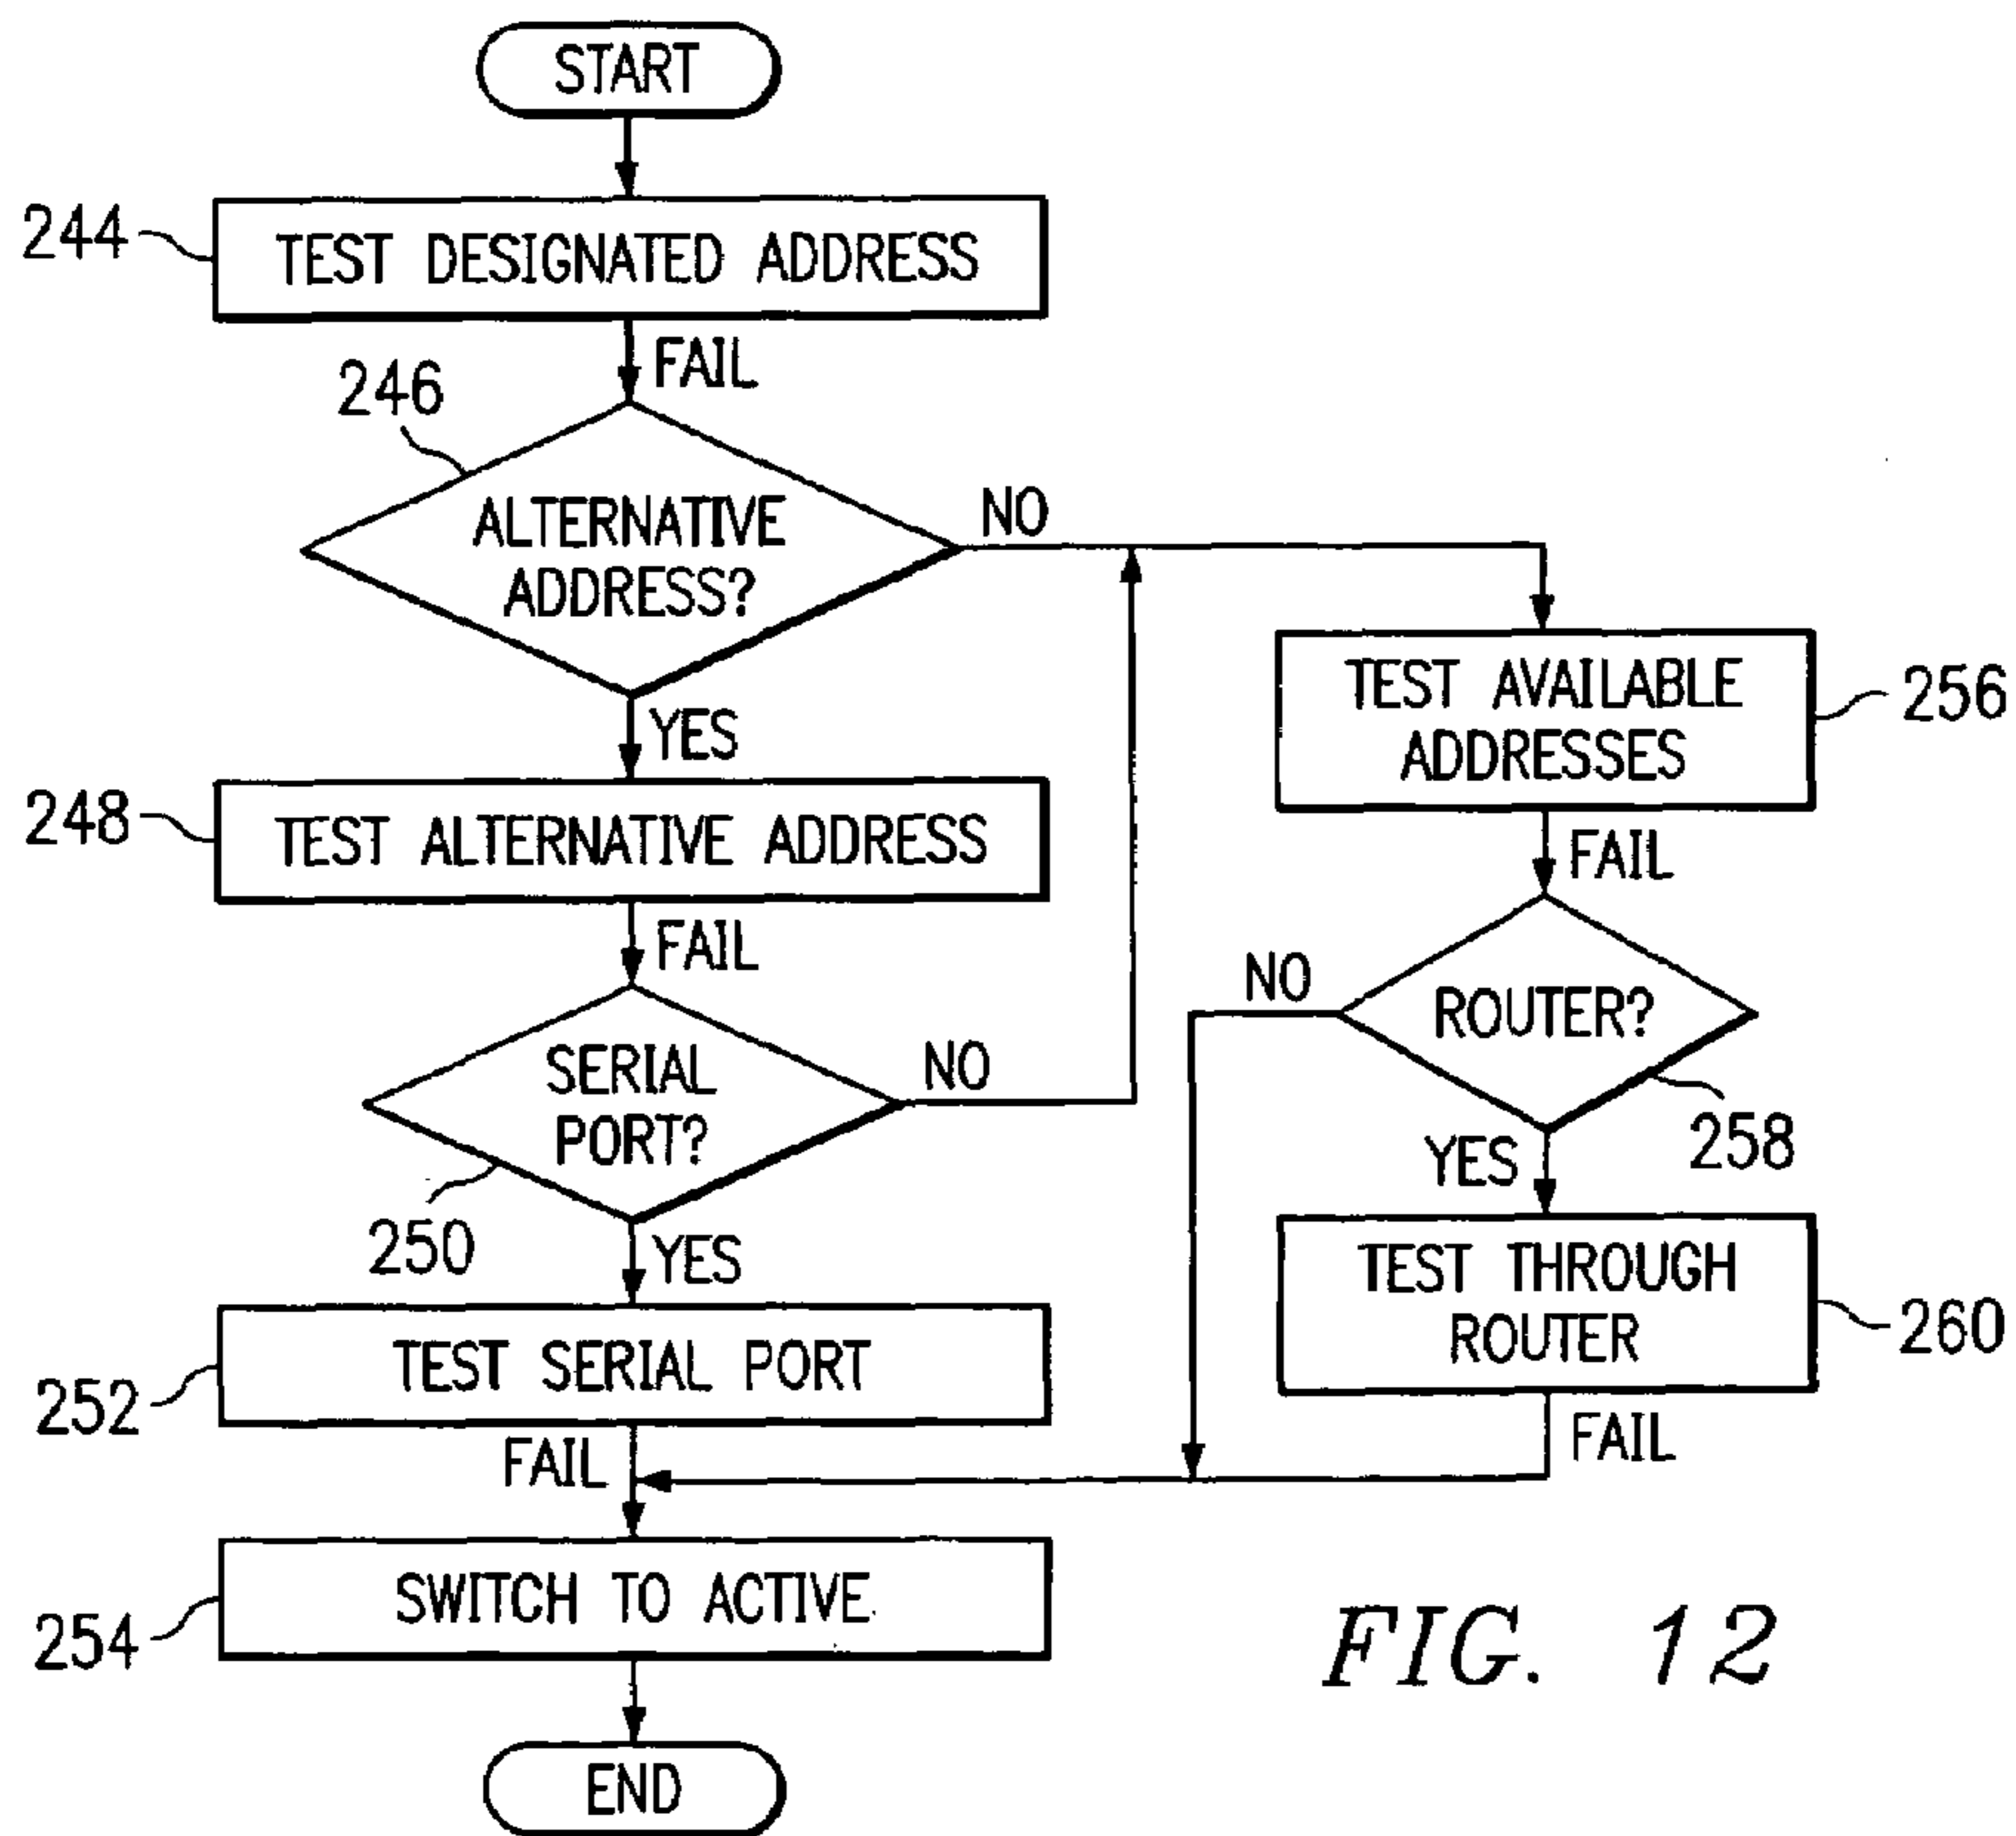 START
244
TEST DESIGNATED ADDRESS
FAIL
246
ALTERNATIVE
ADDRESS?
NO
YES
248
TEST ALTERNATIVE ADDRESS
FAIL
SERIAL
PORT?
NO
250
YES
252
TEST SERIAL PORT
FAIL
254
SWITCH TO ACTIVE
END
TEST AVAILABLE
ADDRESSES
256
FAIL
NO
ROUTER?
258
YES
TEST THROUGH
ROUTER
260
FAIL
FIG. 12